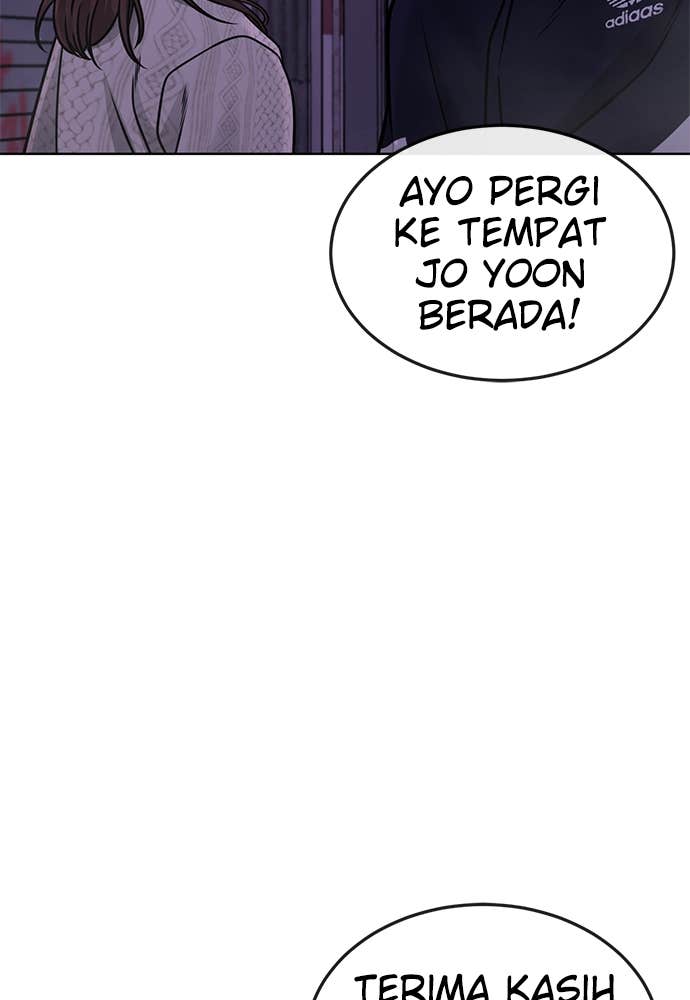 adidas
AYO PERGI
KE TEMPAT
JO YOON
BERADA!
TERIMA KASIH